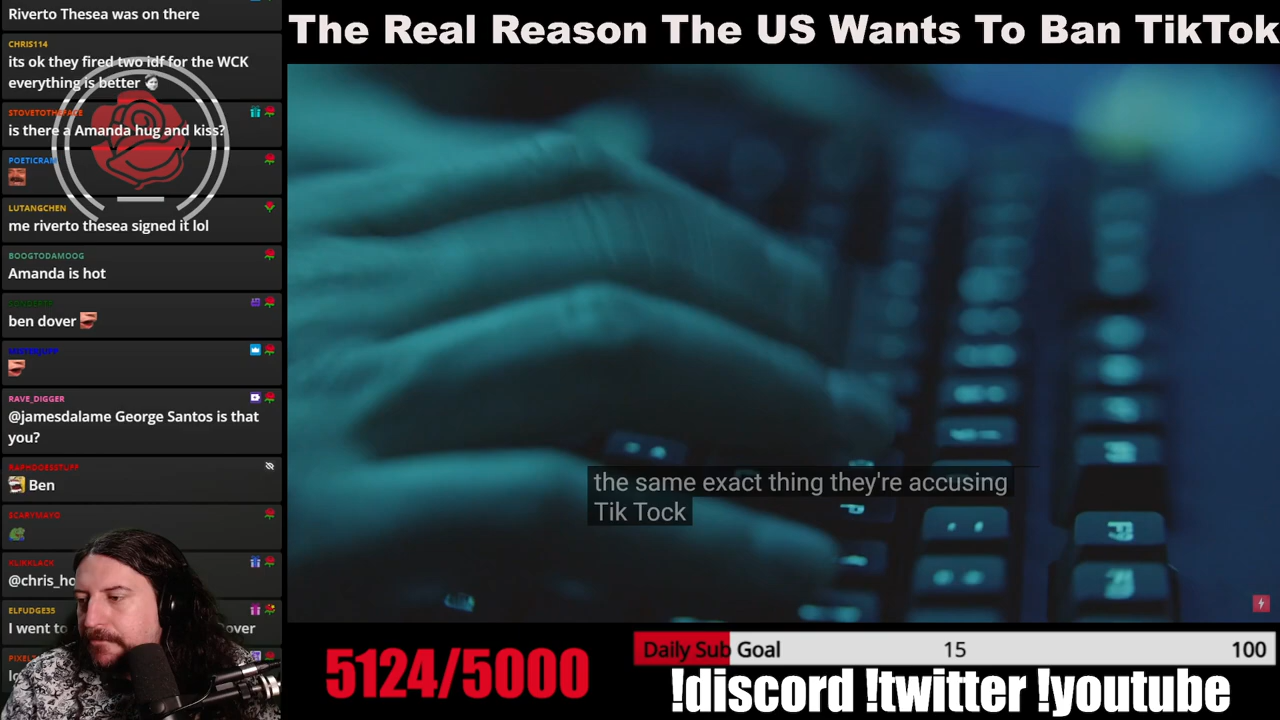 The Real Reason The US Wants To Ban TikTok
Riverto Thesea was on there
CHRIS114
its ok they fired two idf for the WCK
everything is better
is there a Amanda hug and kiss?
LUTANGCHEN
me riverto thesea signed it lol
BOOGTODAMOOG
Amanda is hot
ben dover
RAVE_DIGGER
@jamesdalame George Santos is that
you?
RAPHDGESSTUFF
Ben
SCARYMAYO
KLIRKLACK
ELFUDGE35
I went to
the same exact thing they're accusing
Tik Tock
5124/5000
Daily Sub Goal 15 100
!discord !twitter !youtube